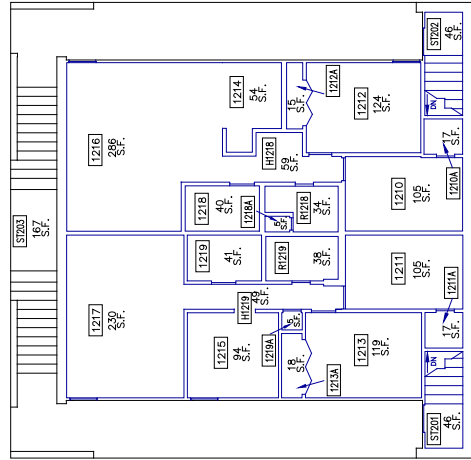 ST203
167
S.F.
1217
230
S.F.
1216
286
S.F.
1215
94
S.F.
1219
41
S.F.
1218
40
S.F.
1214
54
S.F.
H1219
49
S.F.
1218A
5
S.F.
H1218
S.F.
1219A
5
S.F.
R1219
38
S.F.
R1218
34
S.F.
18
S.F.
1213A
15
S.F.
1212A
1213
119
S.F.
1212
124
S.F.
1211
105
S.F.
1210
105
S.F.
ST201
46
S.F.
DN
17
S.F.
1211A
17
S.F.
1210A
DN
ST202
46
S.F.